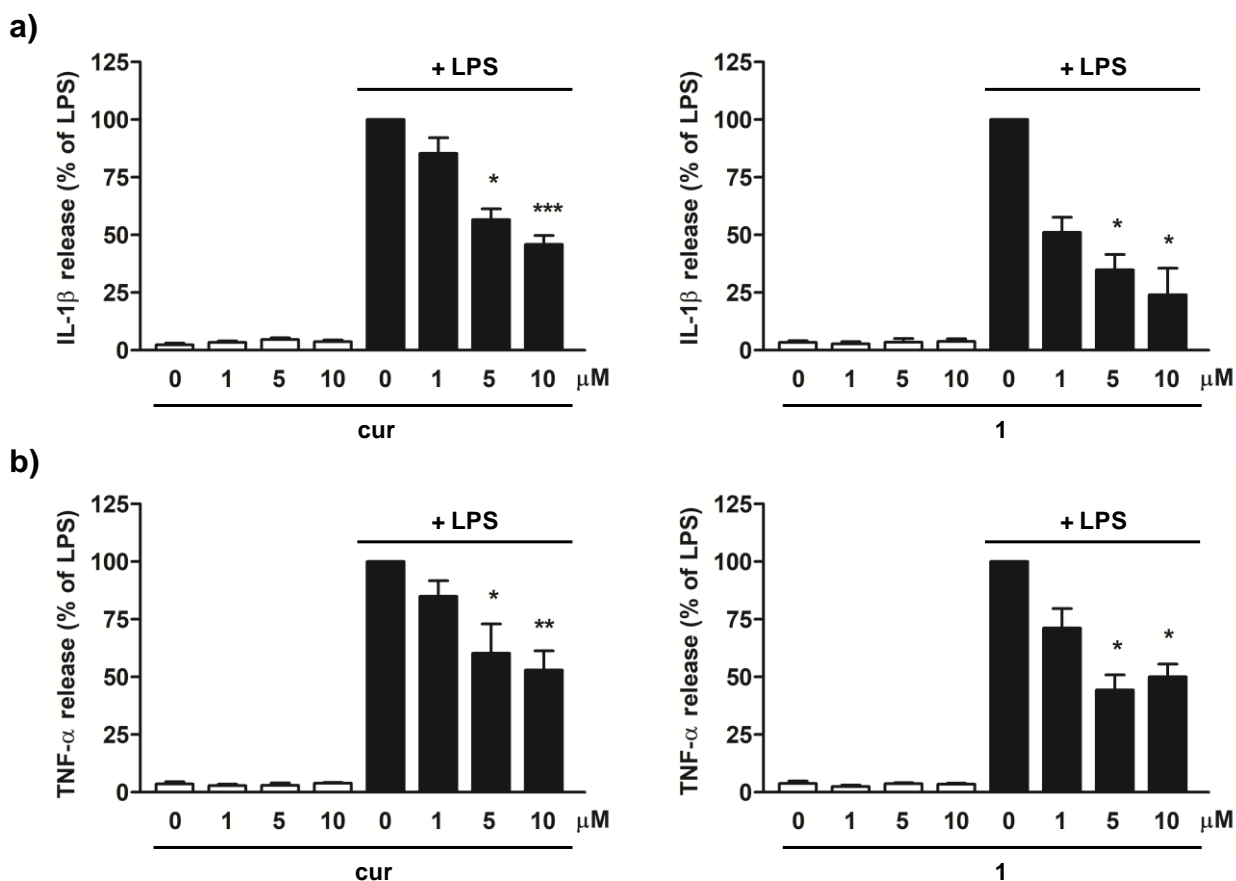 a)
IL-1β release (% of LPS)
125
100
75
50
25
0
+ LPS
*
***
0 1 5 10 0 1 5 10 μM
cur
IL-1β release (% of LPS)
125
100
75
50
25
0
+ LPS
*
*
0 1 5 10 0 1 5 10 μM
1
b)
TNF-α release (% of LPS)
125
100
75
50
25
0
+ LPS
*
**
0 1 5 10 0 1 5 10 μM
cur
TNF-α release (% of LPS)
125
100
75
50
25
0
+ LPS
*
*
0 1 5 10 0 1 5 10 μM
1